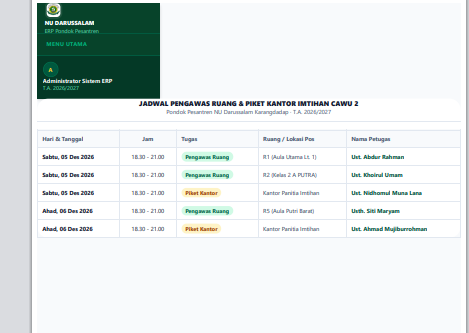 NU DARUSSALAM
ERP Pondok Pesantren
MENU UTAMA
A
Administrator Sistem ERP
T.A. 2026/2027
JADWAL PENGAWAS RUANG & PIKET KANTOR IMTIHAN CAWU 2
Pondok Pesantren NU Darussalam Karangdadap - T.A. 2026/2027
Hari & Tanggal Jam Tugas Ruang / Lokasi Pos Nama Petugas
Sabtu, 05 Des 2026 18.30 - 21.00 Pengawas Ruang R1 (Aula Utama Lt. 1) Ust. Abdur Rahman
Sabtu, 05 Des 2026 18.30 - 21.00 Pengawas Ruang R2 (Kelas 2 A PUTRA) Ust. Khoirul Umam
Sabtu, 05 Des 2026 18.30 - 21.00 Piket Kantor Kantor Panitia Imtihan Ust. Nidhomul Muna Lana
Ahad, 06 Des 2026 18.30 - 21.00 Pengawas Ruang R5 (Aula Putri Barat) Usth. Siti Maryam
Ahad, 06 Des 2026 18.30 - 21.00 Piket Kantor Kantor Panitia Imtihan Ust. Ahmad Mujiburrohman